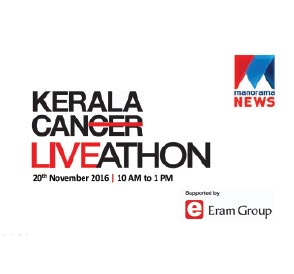 manorama
NEWS
KERALA
CANCER
LIVEATHON
20th November 2016 | 10 AM to 1 PM
Supported by
e Eram Group